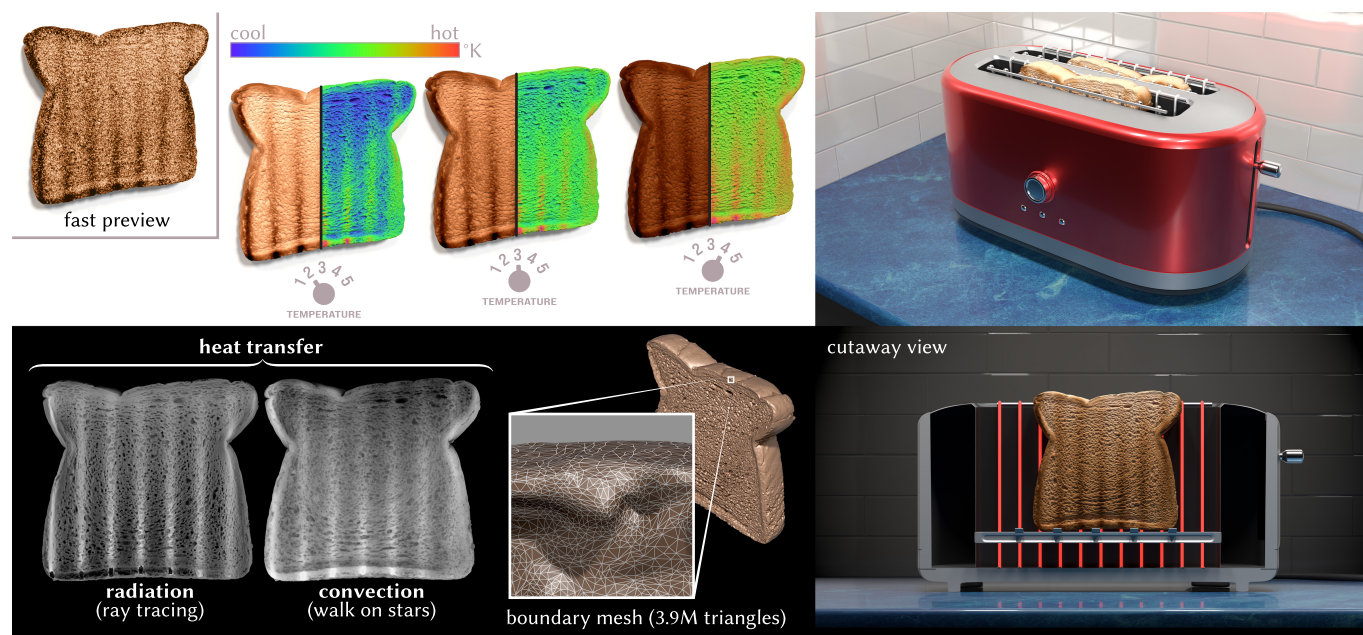 cool
hot
°K
fast preview
1 2 3 4 5
TEMPERATURE
1 2 3 4 5
TEMPERATURE
1 2 3 4 5
TEMPERATURE
heat transfer
radiation
(ray tracing)
convection
(walk on stars)
boundary mesh (3.9M triangles)
cutaway view